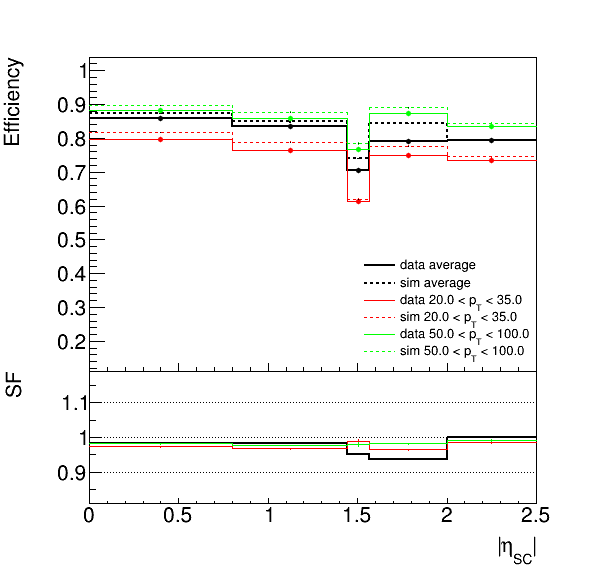 Efficiency
1
0.9
0.8
0.7
0.6
0.5
0.4
0.3
0.2
data average
sim average
data 20.0 < p_T < 35.0
sim 20.0 < p_T < 35.0
data 50.0 < p_T < 100.0
sim 50.0 < p_T < 100.0
SF
1.1
1
0.9
0 0.5 1 1.5 2 2.5
|η_SC|